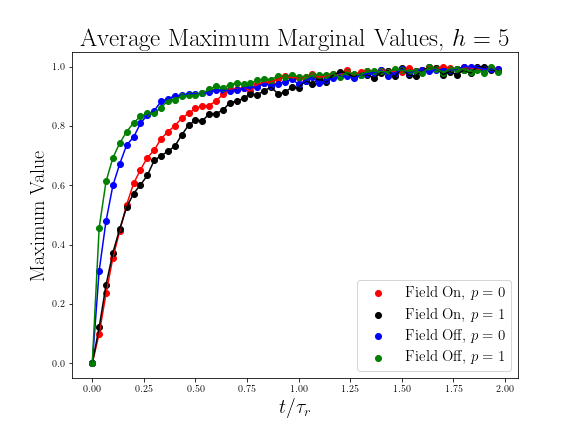 Average Maximum Marginal Values, h = 5
Maximum Value
1.0
0.8
0.6
0.4
0.2
0.0
Field On, p = 0
Field On, p = 1
Field Off, p = 0
Field Off, p = 1
0.00 0.25 0.50 0.75 1.00 1.25 1.50 1.75 2.00
t/τr